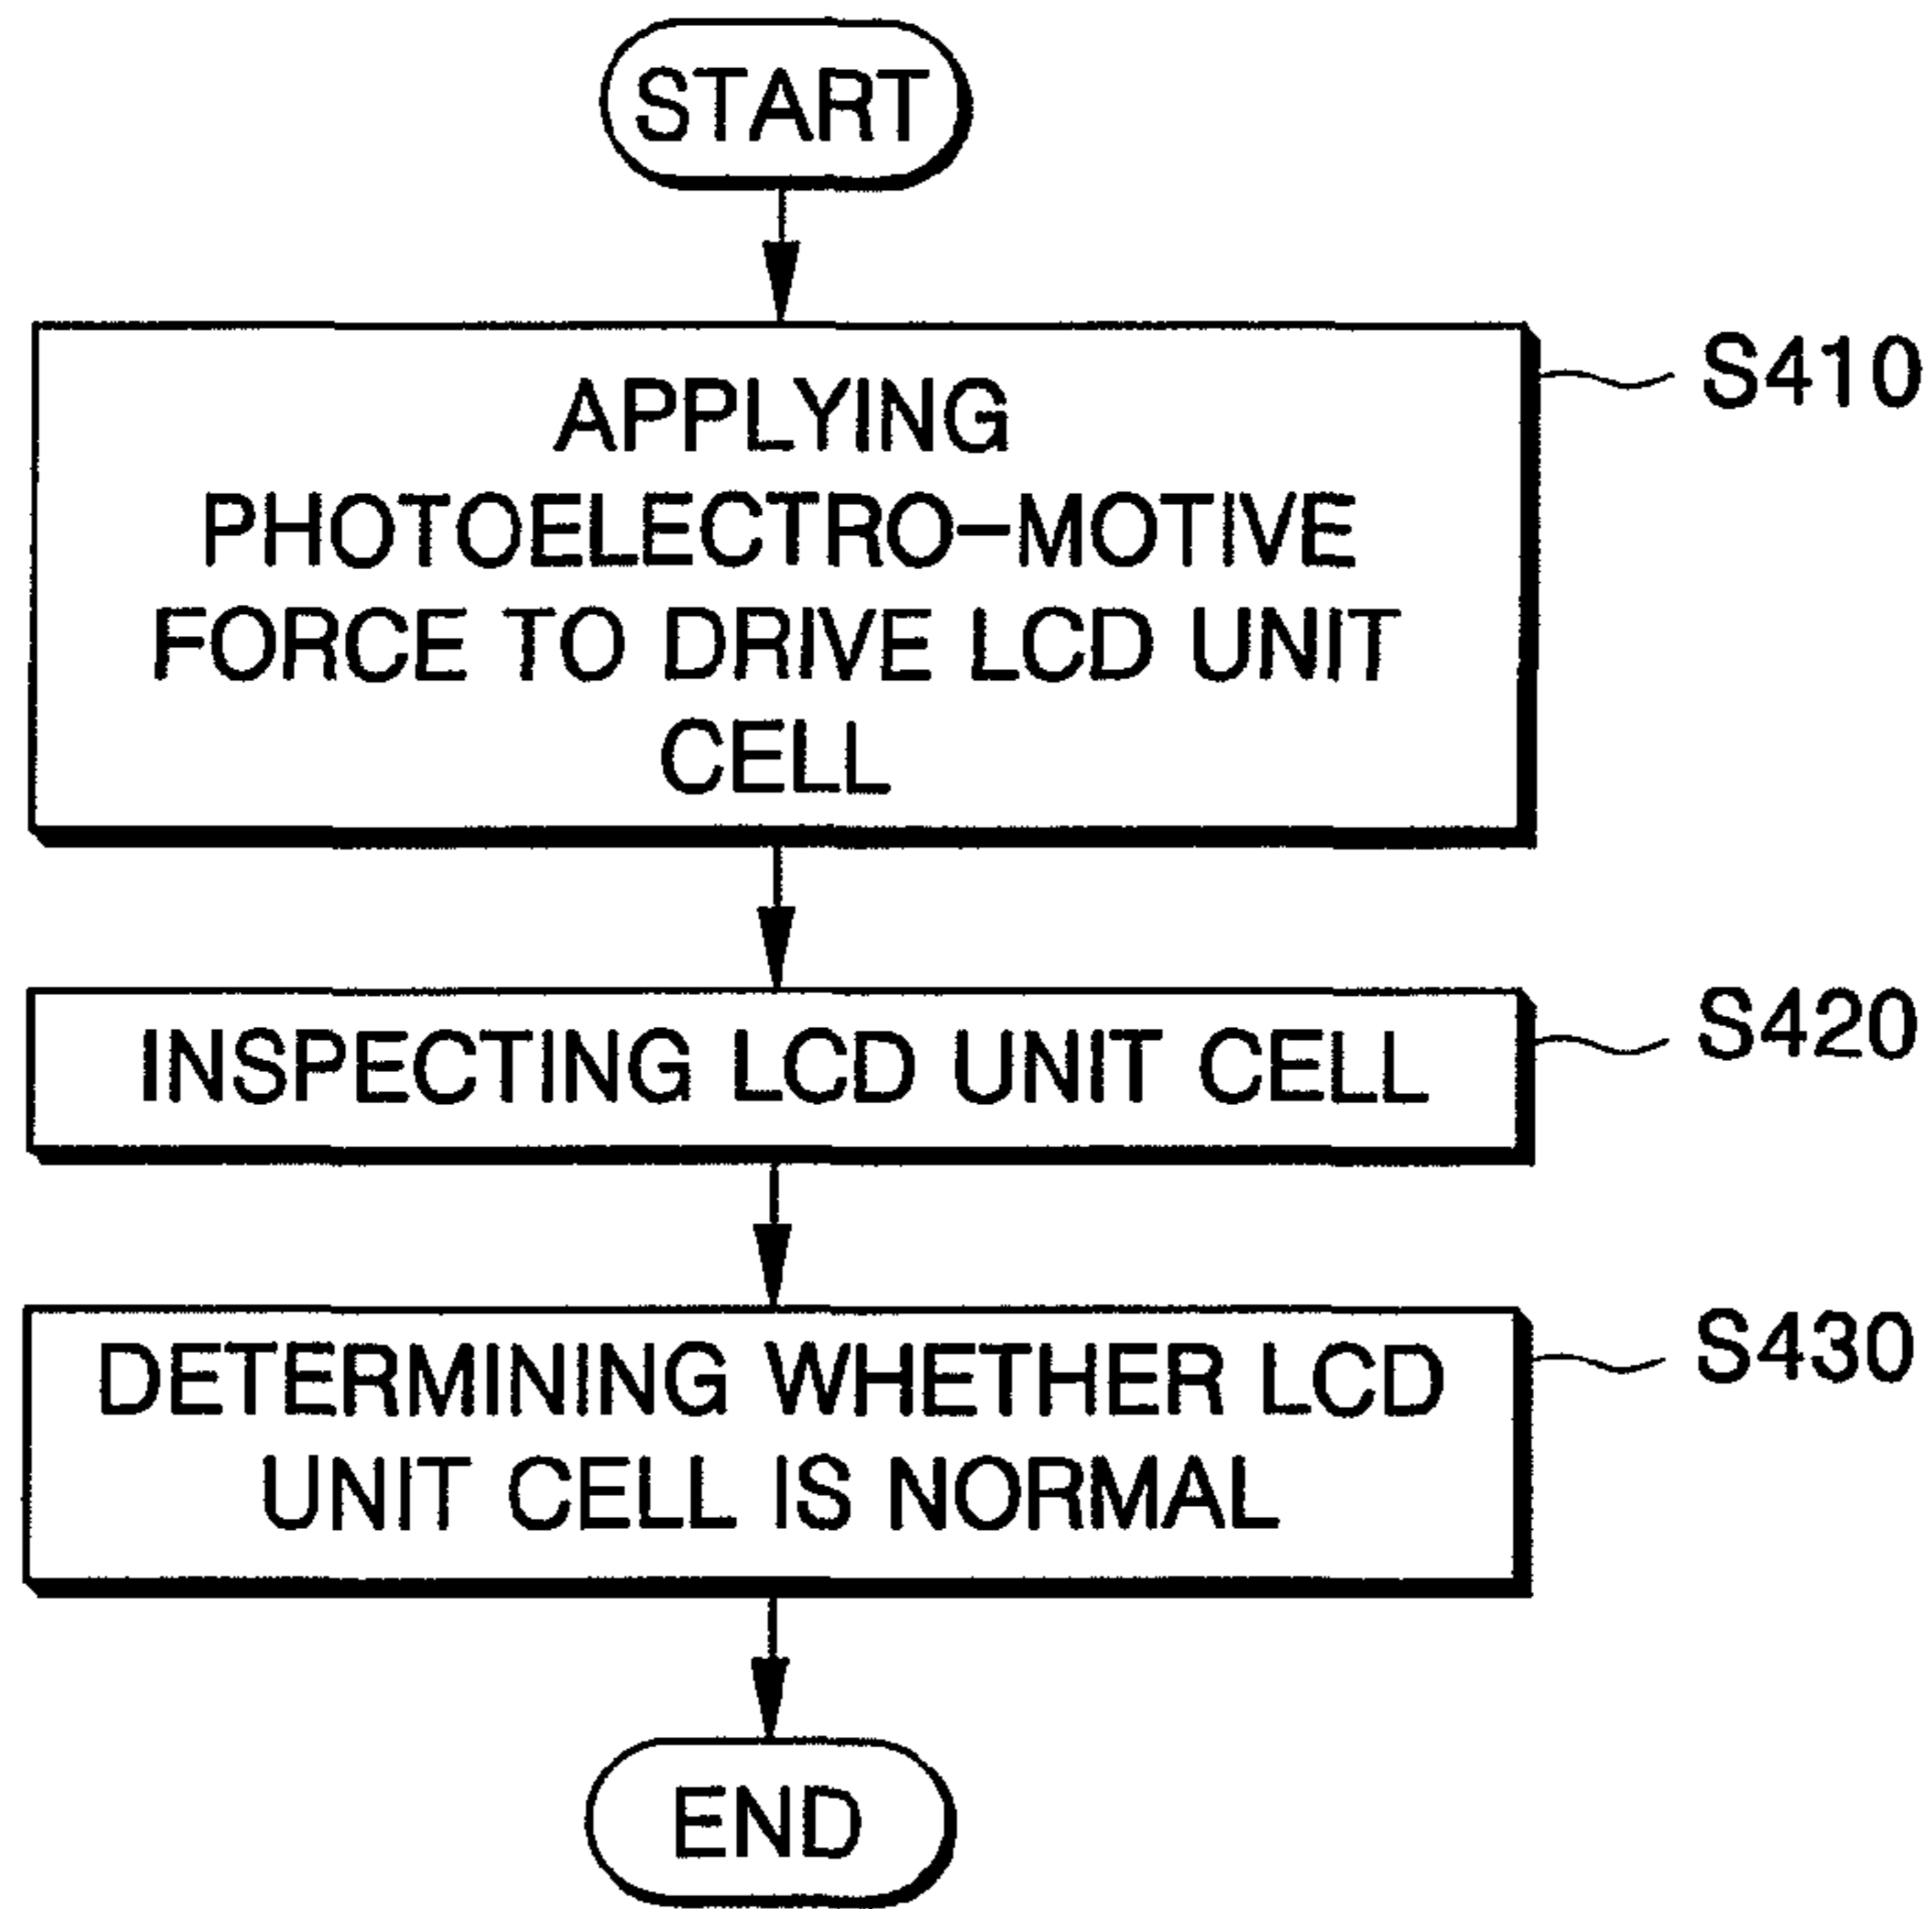 START
APPLYING
PHOTOELECTRO-MOTIVE
FORCE TO DRIVE LCD UNIT
CELL
S410
INSPECTING LCD UNIT CELL
S420
DETERMINING WHETHER LCD
UNIT CELL IS NORMAL
S430
END